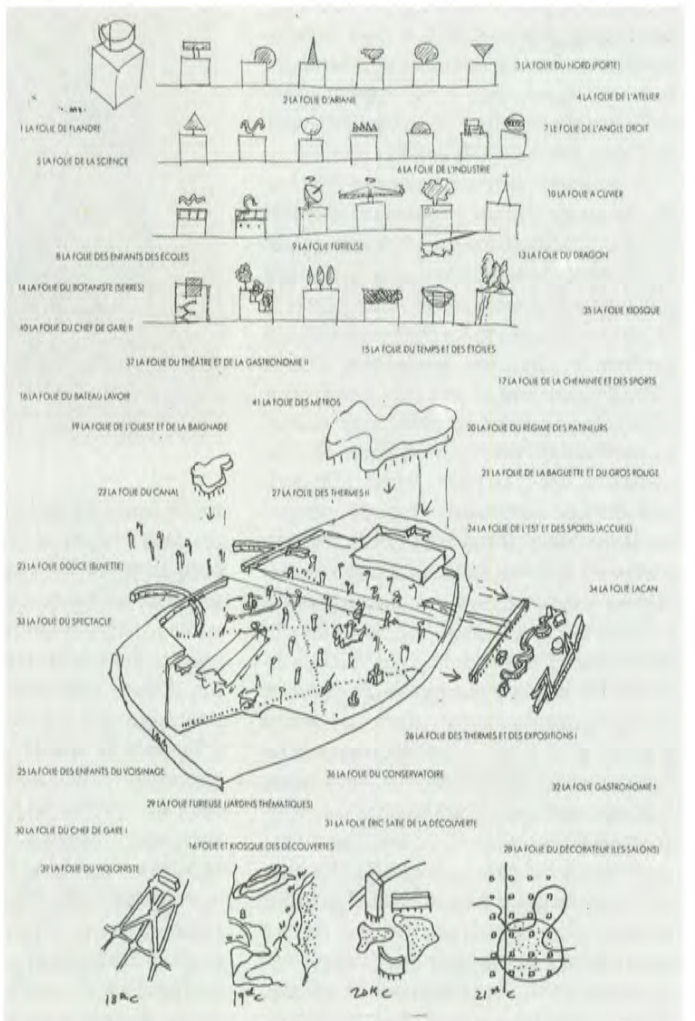 3 LA FOLIE DU NORD (PORTE)
2 LA FOLIE D'ARIANE
4 LA FOLIE DE L'ATELIER
1 LA FOLIE DE FLANDRE
7 LE FOLIE DE L'ANGLE DROIT
5 LA FOLIE DE LA SCIENCE
6 LA FOLIE DE L'INDUSTRIE
10 LA FOLIE A CUVIER
9 LA FOLIE FURIEUSE
8 LA FOLIE DES ENFANTS DES ÉCOLES
13 LA FOLIE DU DRAGON
14 LA FOLIE DU BOTANISTE (SERRES)
35 LA FOLIE KIOSQUE
40 LA FOLIE DU CHEF DE GARE II
15 LA FOLIE DU TEMPS ET DES ÉTOILES
37 LA FOLIE DU THÉÂTRE ET DE LA GASTRONOMIE II
17 LA FOLIE DE LA CHEMINÉE ET DES SPORTS
18 LA FOLIE DU BATEAU LAVOIR
41 LA FOLIE DES MÉTROS
19 LA FOLIE DE L'OUEST ET DE LA BAIGNADE
20 LA FOLIE DU REGIME DES PATINEURS
21 LA FOLIE DE LA BAGUETTE ET DU GROS ROUGE
22 LA FOLIE DU CANAL
27 LA FOLIE DES THERMES II
24 LA FOLIE DE L'EST ET DES SPORTS (ACCUEIL)
23 LA FOLIE DOUCE (BUVETTE)
34 LA FOLIE LACAN
33 LA FOLIE DU SPECTACLE
26 LA FOLIE DES THERMES ET DES EXPOSITIONS I
25 LA FOLIE DES ENFANTS DU VOISINAGE
LA FOLIE DU CONSERVATOIRE
32 LA FOLIE GASTRONOMIE I
29 LA FOLIE FURIEUSE (JARDINS THÉMATIQUES)
31 LA FOLIE ÉRIC SATIE DE LA DÉCOUVERTE
30 LA FOLIE DU CHEF DE GARE I
16 FOLIE ET KIOSQUE DES DÉCOUVERTES
28 LA FOLIE DU DÉCORATEUR (LES SALONS)
39 LA FOLIE DU VIOLONISTE
18th C
19th C
20th C
21st C